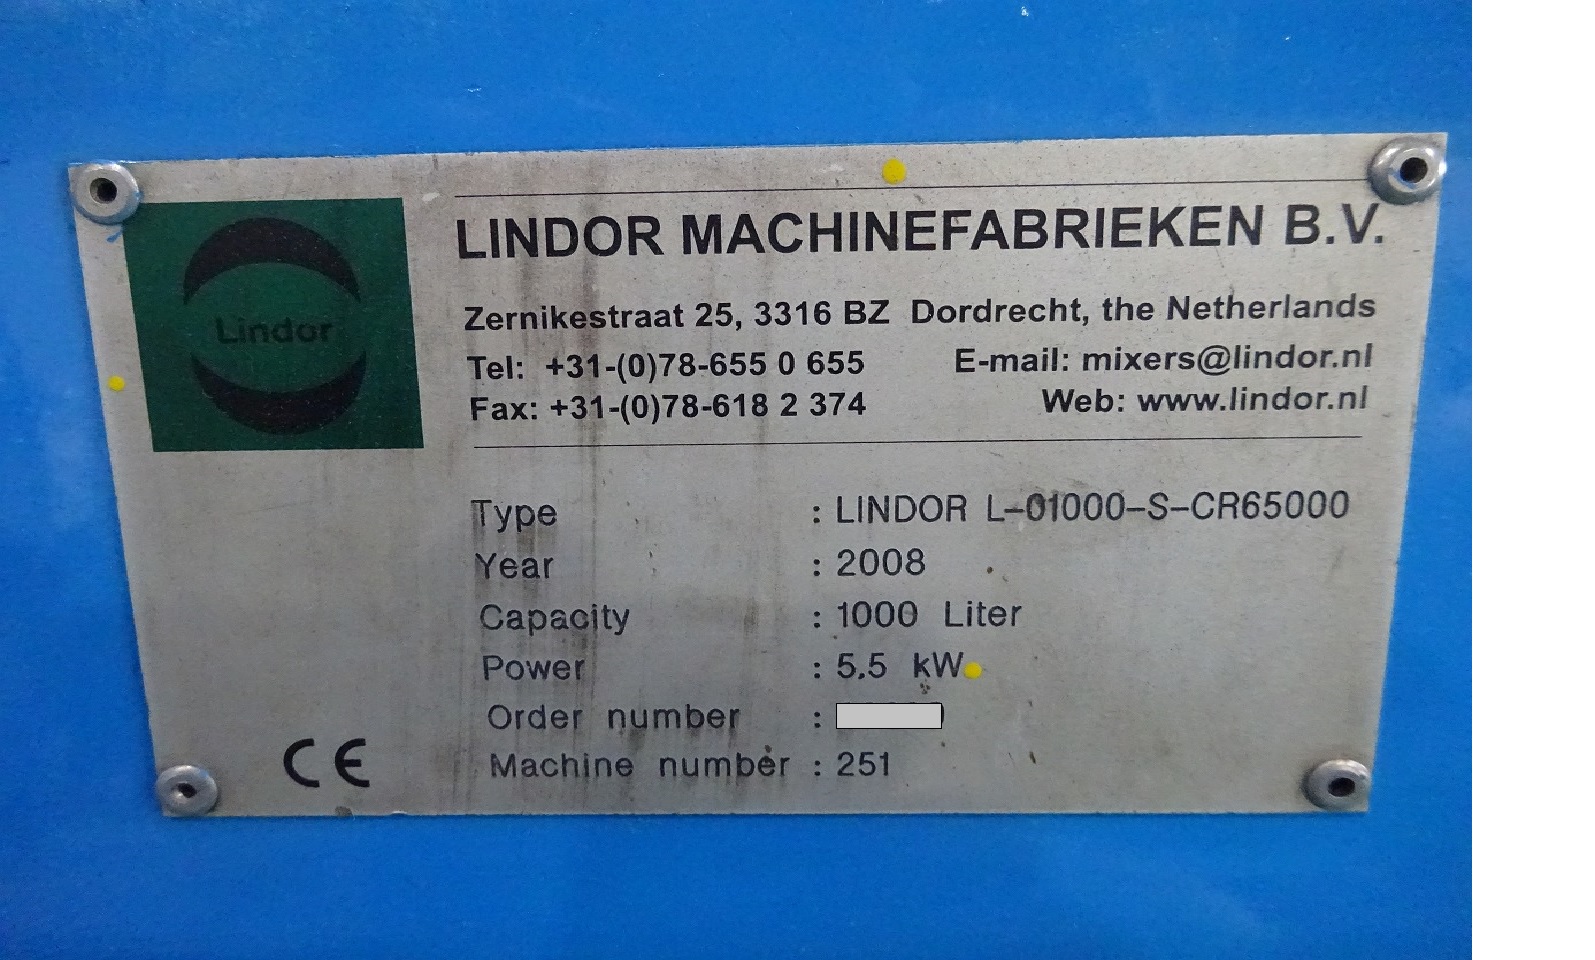 Lindor
LINDOR MACHINEFABRIEKEN B.V.
Zernikestraat 25, 3316 BZ Dordrecht, the Netherlands
Tel: +31-(0)78-655 0 655 E-mail: mixers@lindor.nl
Fax: +31-(0)78-618 2 374 Web: www.lindor.nl
Type : LINDOR L-01000-S-CR65000
Year : 2008
Capacity : 1000 Liter
Power : 5.5 kW
Order number :
Machine number : 251
CE